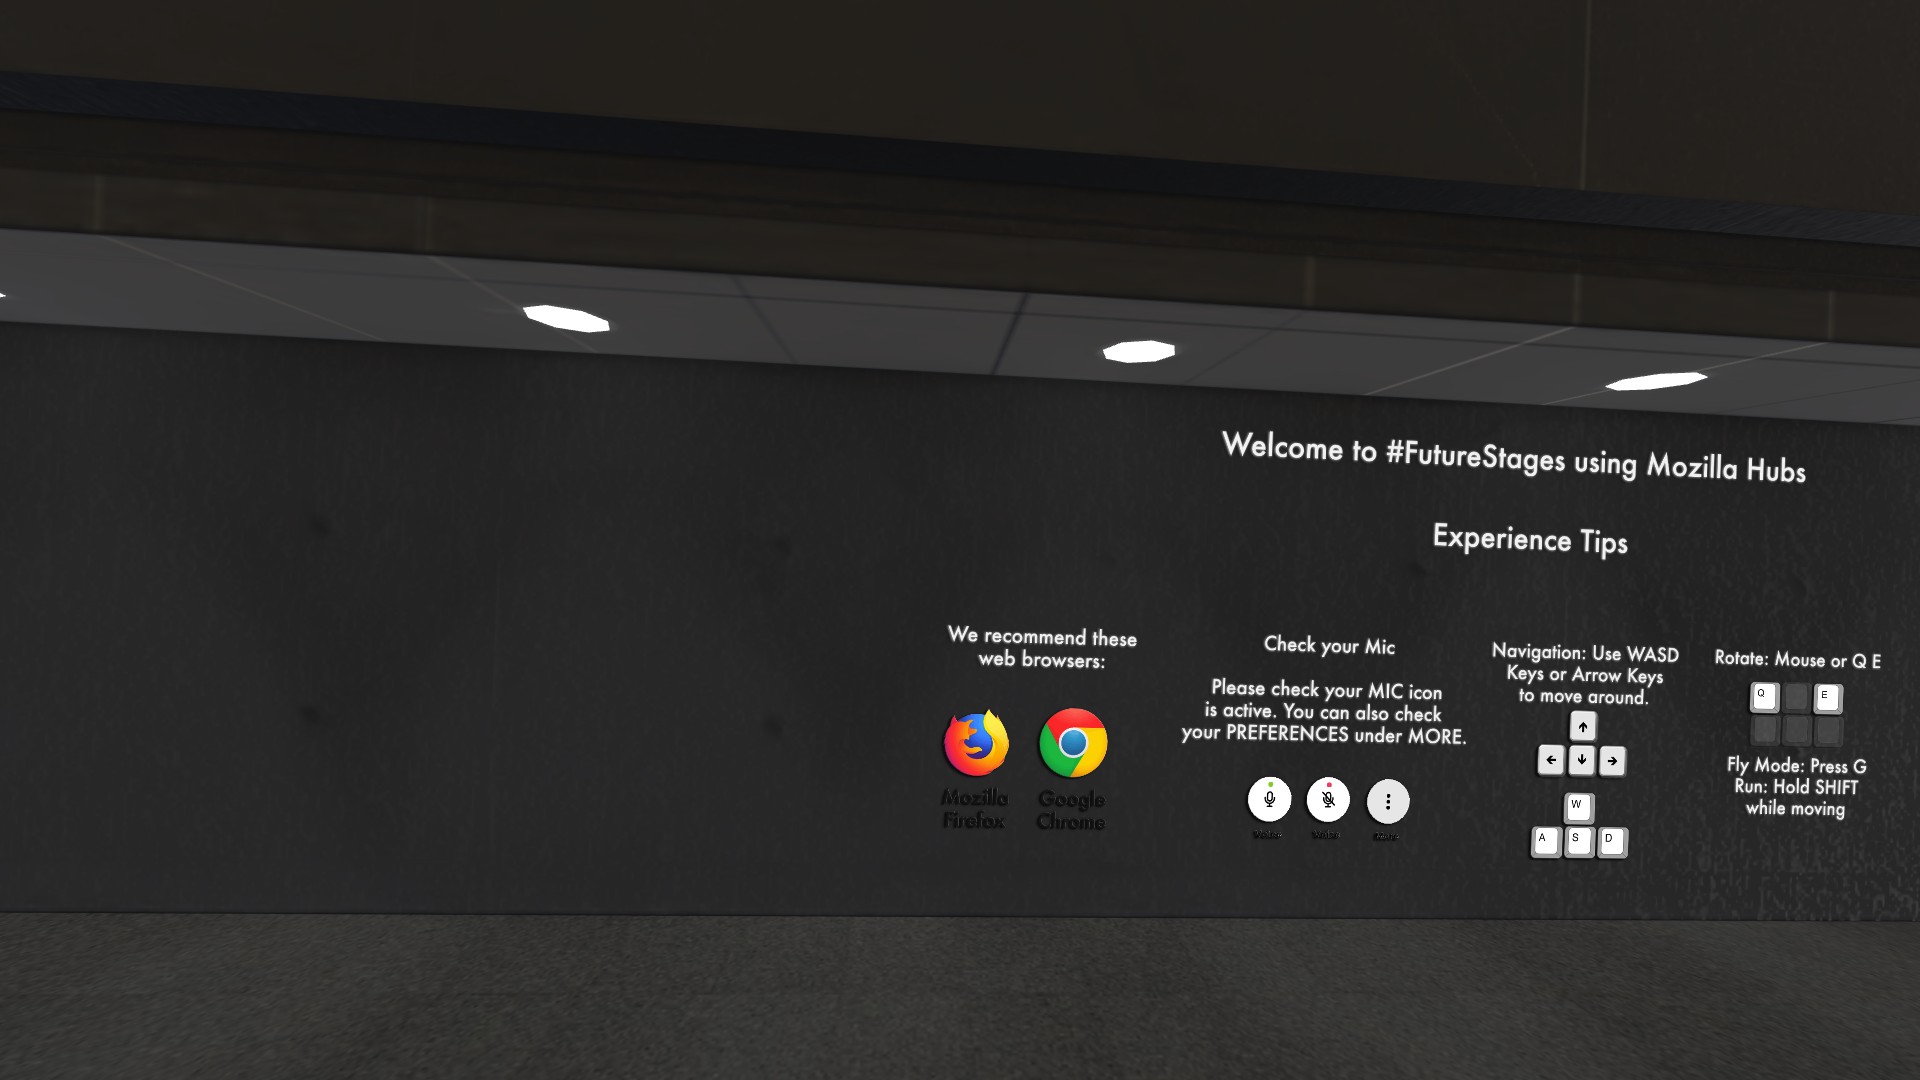 Welcome to #FutureStages using Mozilla Hubs
Experience Tips
We recommend these
web browsers:
Mozilla
Firefox
Google
Chrome
Check your Mic
Please check your MIC icon
is active. You can also check
your PREFERENCES under MORE.
Navigation: Use WASD
Keys or Arrow Keys
to move around.
W
A S D
Rotate: Mouse or Q E
Q E
Fly Mode: Press G
Run: Hold SHIFT
while moving